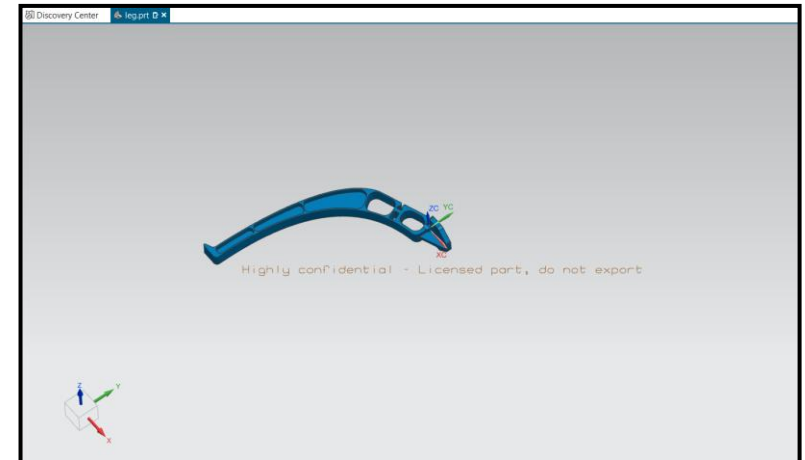 Discovery Center
leg.prt
ZC YC
XC
Highly confidential - Licensed part, do not export
Z Y
X